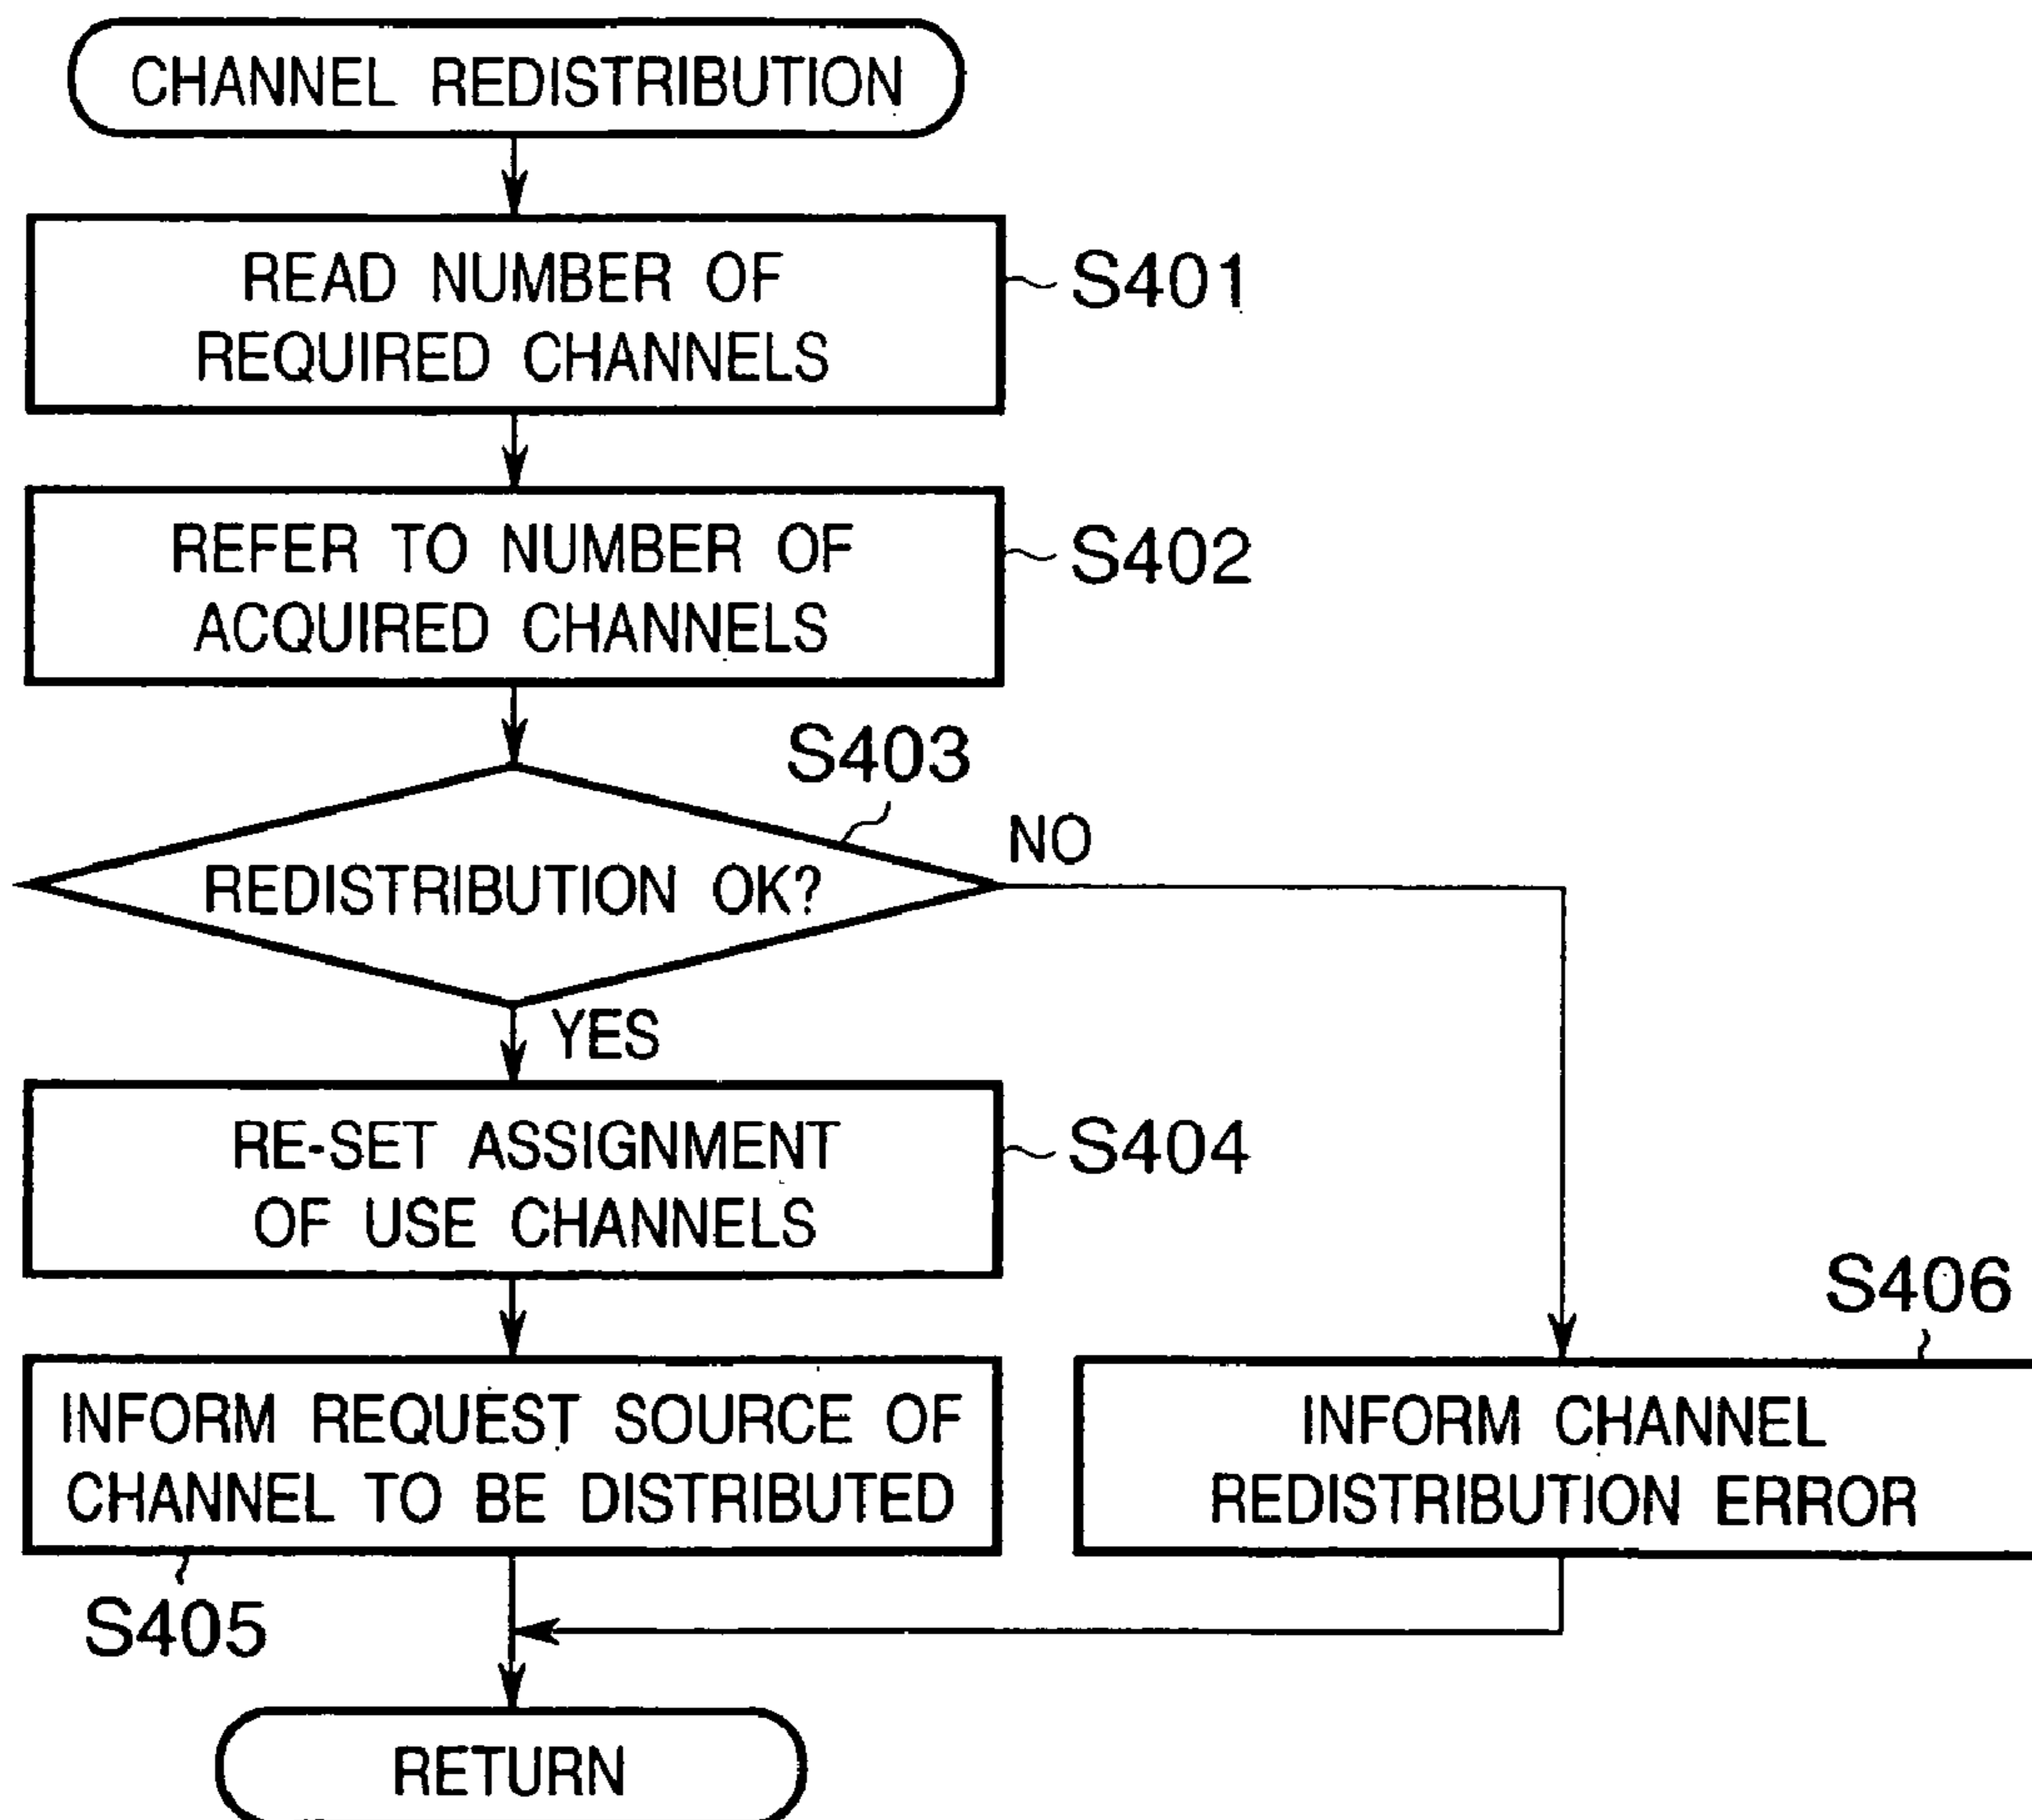 CHANNEL REDISTRIBUTION
READ NUMBER OF
REQUIRED CHANNELS
S401
REFER TO NUMBER OF
ACQUIRED CHANNELS
S402
S403
REDISTRIBUTION OK?
NO
YES
RE-SET ASSIGNMENT
OF USE CHANNELS
S404
INFORM REQUEST SOURCE OF
CHANNEL TO BE DISTRIBUTED
S405
S406
INFORM CHANNEL
REDISTRIBUTION ERROR
RETURN